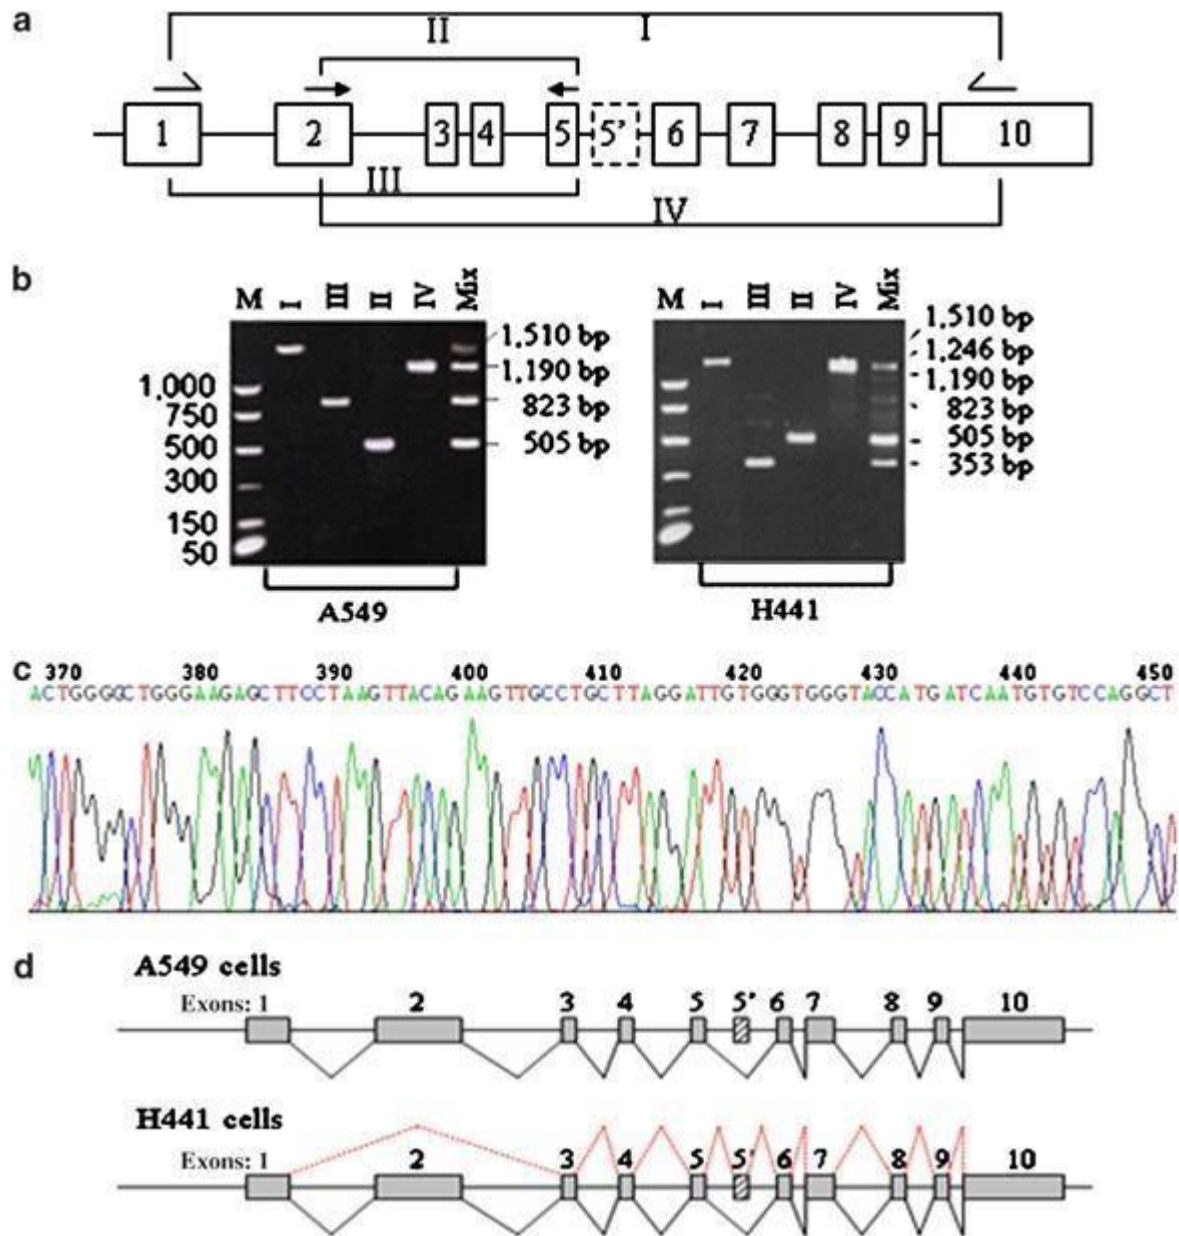 a
I
II
1 2 3 4 5 5' 6 7 8 9 10
III
IV
b
M I III II IV Mix
1,510 bp
1,190 bp
823 bp
505 bp
1,000
750
500
300
150
50
A549
M I III II IV Mix
1,510 bp
1,246 bp
1,190 bp
823 bp
505 bp
353 bp
H441
c 370 380 390 400 410 420 430 440 450
ACTGGGGCTGGGAAGAGCTTCCTAAGTTACAGAAGTTGCCTGCTTAGGATTGTGGGTGGGTACCATGATCAATGTGTCCAGGCT
d
A549 cells
Exons: 1 2 3 4 5 5' 6 7 8 9 10
H441 cells
Exons: 1 2 3 4 5 5' 6 7 8 9 10